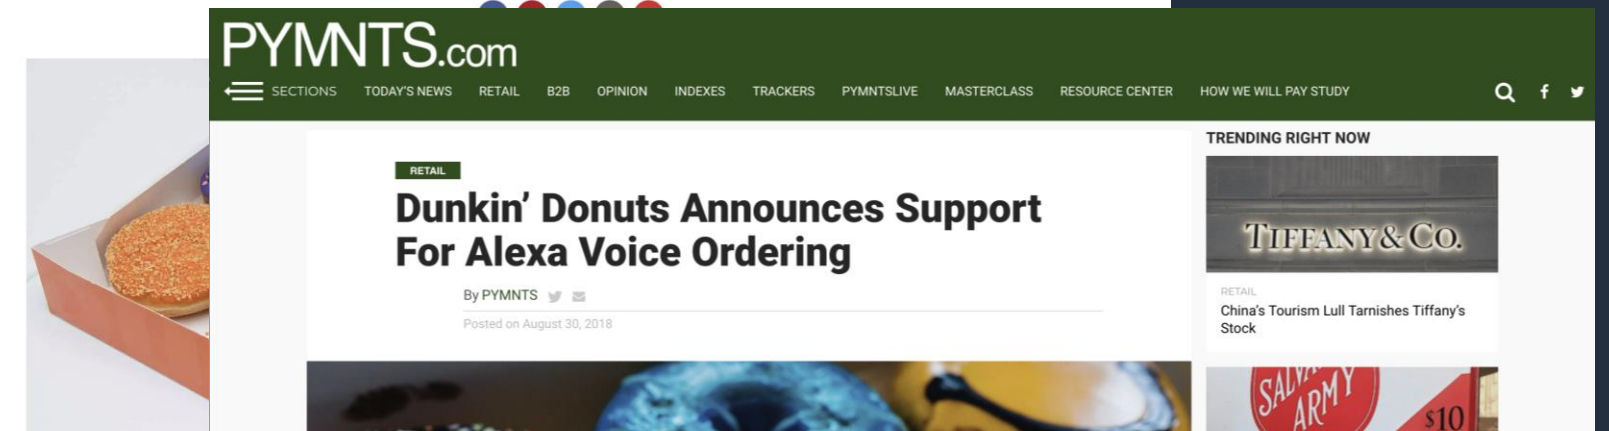 PYMNTS.com
SECTIONS TODAY'S NEWS RETAIL B2B OPINION INDEXES TRACKERS PYMNTSLIVE MASTERCLASS RESOURCE CENTER HOW WE WILL PAY STUDY
RETAIL
Dunkin' Donuts Announces Support
For Alexa Voice Ordering
By PYMNTS
Posted on August 30, 2018
TRENDING RIGHT NOW
TIFFANY & CO.
RETAIL
China's Tourism Lull Tarnishes Tiffany's
Stock
SALVATION
ARMY
$10